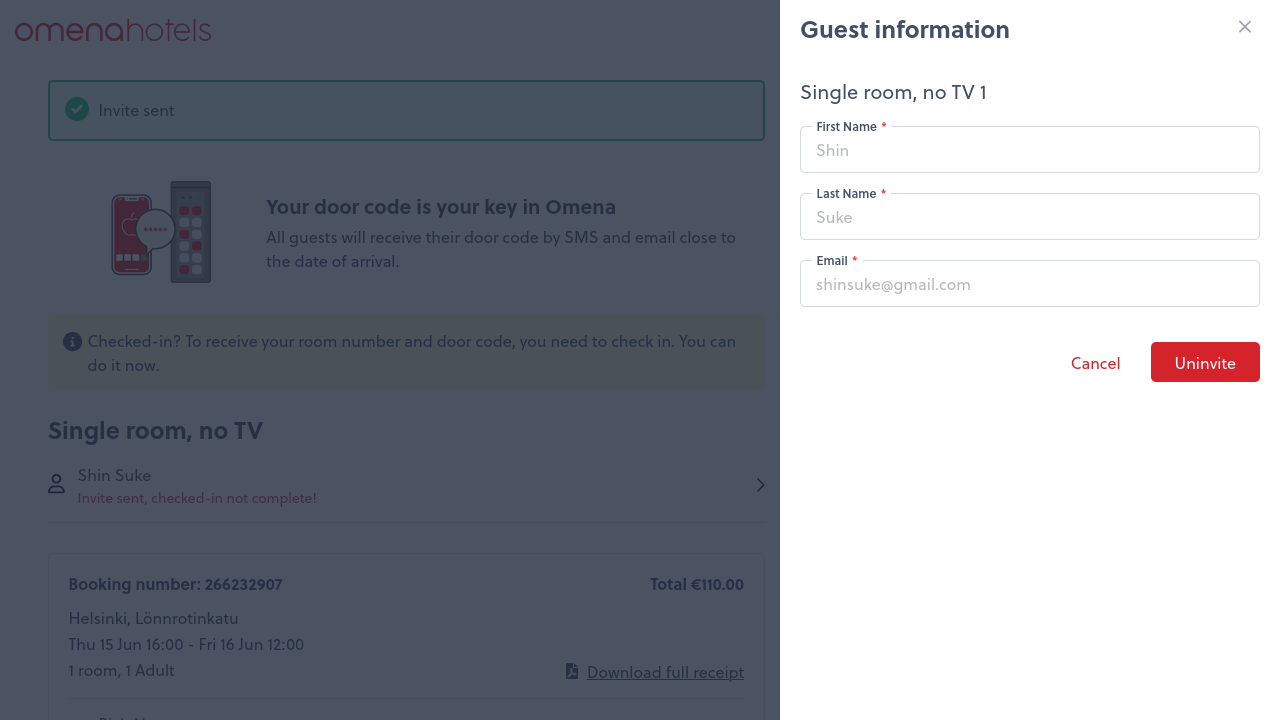 omenahotels
Invite sent
Your door code is your key in Omena
All guests will receive their door code by SMS and email close to
the date of arrival.
Checked-in? To receive your room number and door code, you need to check in. You can
do it now.
Single room, no TV
Shin Suke
Invite sent, checked-in not complete!
Booking number: 266232907
Total €110.00
Helsinki, Lönnrotinkatu
Thu 15 Jun 16:00 - Fri 16 Jun 12:00
1 room, 1 Adult
Download full receipt
Guest information
Single room, no TV 1
First Name *
Shin
Last Name *
Suke
Email *
shinsuke@gmail.com
Cancel
Uninvite